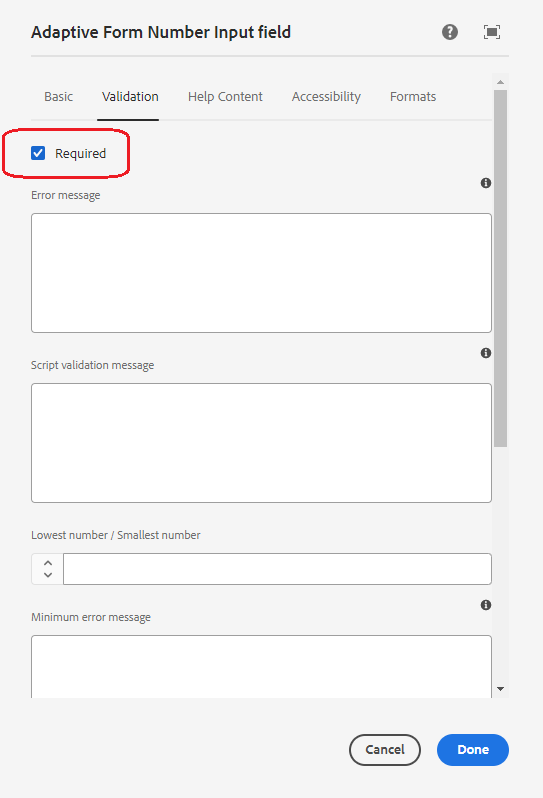 Adaptive Form Number Input field
Basic Validation Help Content Accessibility Formats
Required
Error message
Script validation message
Lowest number / Smallest number
Minimum error message
Cancel Done